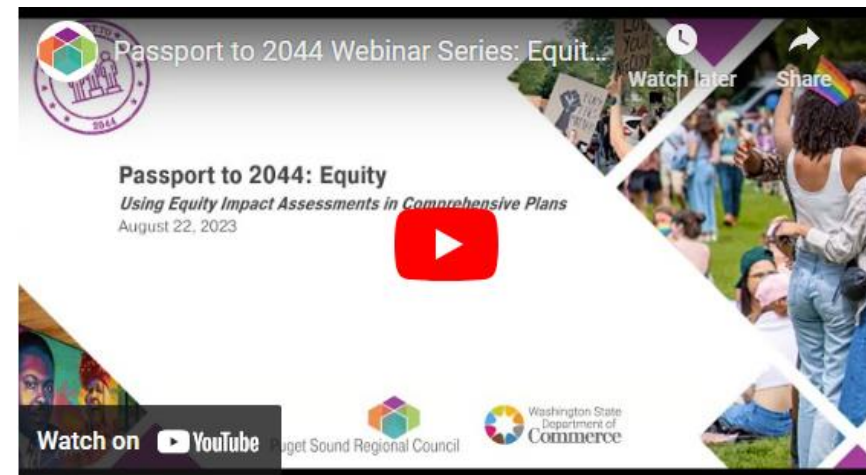 Passport to 2044 Webinar Series: Equit...
Watch later
Share
2044
Passport to 2044: Equity
Using Equity Impact Assessments in Comprehensive Plans
August 22, 2023
Watch on YouTube
Puget Sound Regional Council
Washington State
Department of
Commerce